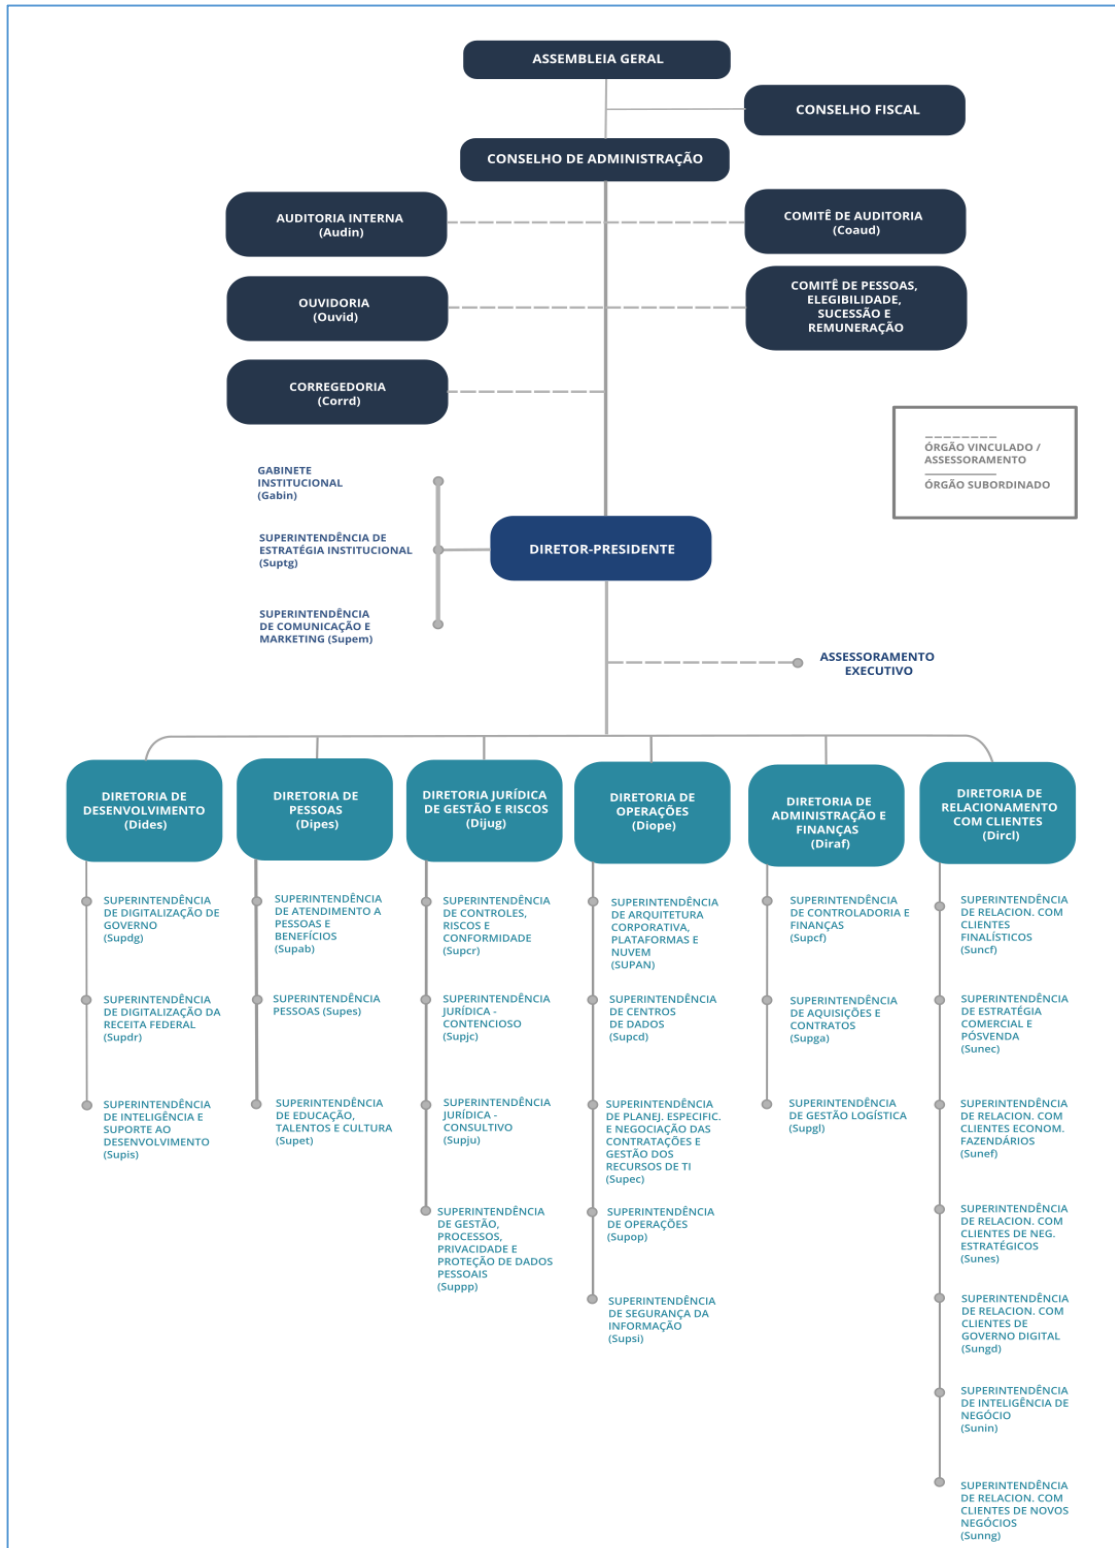 ASSEMBLEIA GERAL
CONSELHO FISCAL
CONSELHO DE ADMINISTRAÇÃO
AUDITORIA INTERNA
(Audin)
COMITÊ DE AUDITORIA
(Coaud)
OUVIDORIA
(Ouvid)
COMITÊ DE PESSOAS,
ELEGIBILIDADE,
SUCESSÃO E
REMUNERAÇÃO
CORREGEDORIA
(Corrd)
ÓRGÃO VINCULADO /
ASSESSORAMENTO
ÓRGÃO SUBORDINADO
GABINETE
INSTITUCIONAL
(Gabin)
SUPERINTENDÊNCIA DE
ESTRATÉGIA INSTITUCIONAL
(Suptg)
SUPERINTENDÊNCIA
DE COMUNICAÇÃO E
MARKETING (Supem)
DIRETOR-PRESIDENTE
ASSESSORAMENTO
EXECUTIVO
DIRETORIA DE
DESENVOLVIMENTO
(Dides)
SUPERINTENDÊNCIA
DE DIGITALIZAÇÃO DE
GOVERNO
(Supdg)
SUPERINTENDÊNCIA
DE DIGITALIZAÇÃO DA
RECEITA FEDERAL
(Supdr)
SUPERINTENDÊNCIA
DE INTELIGÊNCIA E
SUPORTE AO
DESENVOLVIMENTO
(Supis)
DIRETORIA DE
PESSOAS
(Dipes)
SUPERINTENDÊNCIA
DE ATENDIMENTO A
PESSOAS E
BENEFÍCIOS
(Supab)
SUPERINTENDÊNCIA
PESSOAS (Supes)
SUPERINTENDÊNCIA
DE EDUCAÇÃO,
TALENTOS E CULTURA
(Supet)
DIRETORIA JURÍDICA
DE GESTÃO E RISCOS
(Dijug)
SUPERINTENDÊNCIA
DE CONTROLES,
RISCOS E
CONFORMIDADE
(Supcr)
SUPERINTENDÊNCIA
JURÍDICA -
CONTENCIOSO
(Supjc)
SUPERINTENDÊNCIA
JURÍDICA -
CONSULTIVO
(Supju)
SUPERINTENDÊNCIA
DE GESTÃO,
PROCESSOS,
PRIVACIDADE E
PROTEÇÃO DE DADOS
PESSOAIS
(Suppp)
DIRETORIA DE
OPERAÇÕES
(Diope)
SUPERINTENDÊNCIA
DE ARQUITETURA
CORPORATIVA,
PLATAFORMAS E
NUVEM
(SUPAN)
SUPERINTENDÊNCIA
DE CENTROS
DE DADOS
(Supcd)
SUPERINTENDÊNCIA
DE PLANEJ. ESPECIFIC.
E NEGOCIAÇÃO DAS
CONTRATAÇÕES E
GESTÃO DOS
RECURSOS DE TI
(Supec)
SUPERINTENDÊNCIA
DE OPERAÇÕES
(Supop)
SUPERINTENDÊNCIA
DE SEGURANÇA DA
INFORMAÇÃO
(Supsi)
DIRETORIA DE
ADMINISTRAÇÃO E
FINANÇAS
(Diraf)
SUPERINTENDÊNCIA
DE CONTROLADORIA E
FINANÇAS
(Supcf)
SUPERINTENDÊNCIA
DE AQUISIÇÕES E
CONTRATOS
(Supga)
SUPERINTENDÊNCIA
DE GESTÃO LOGÍSTICA
(Supgl)
DIRETORIA DE
RELACIONAMENTO
COM CLIENTES
(Dircl)
SUPERINTENDÊNCIA
DE RELACION. COM
CLIENTES
FINALÍSTICOS
(Suncf)
SUPERINTENDÊNCIA
DE ESTRATÉGIA
COMERCIAL E
PÓSVENDA
(Sunec)
SUPERINTENDÊNCIA
DE RELACION. COM
CLIENTES ECONOM.
FAZENDÁRIOS
(Sunef)
SUPERINTENDÊNCIA
DE RELACION. COM
CLIENTES DE NEG.
ESTRATÉGICOS
(Sunes)
SUPERINTENDÊNCIA
DE RELACION. COM
CLIENTES DE
GOVERNO DIGITAL
(Sungd)
SUPERINTENDÊNCIA
DE INTELIGÊNCIA DE
NEGÓCIO
(Sunin)
SUPERINTENDÊNCIA
DE RELACION. COM
CLIENTES DE NOVOS
NEGÓCIOS
(Sunng)